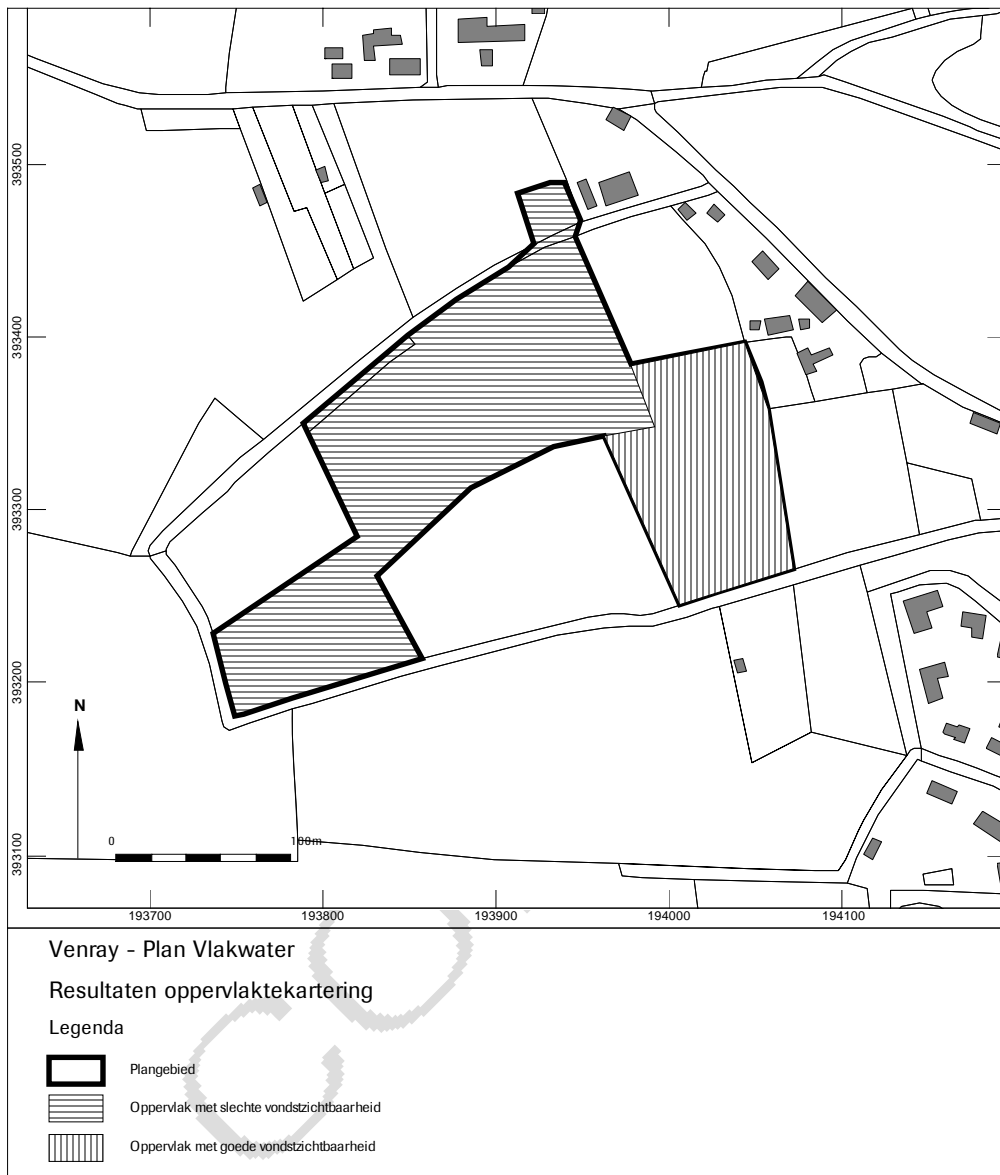 393500
393400
393300
393200
393100
N
0 100m
193700 193800 193900 194000 194100
Venray - Plan Vlakwater
Resultaten oppervlaktekartering
Legenda
Plangebied
Oppervlak met slechte vondstzichtbaarheid
Oppervlak met goede vondstzichtbaarheid